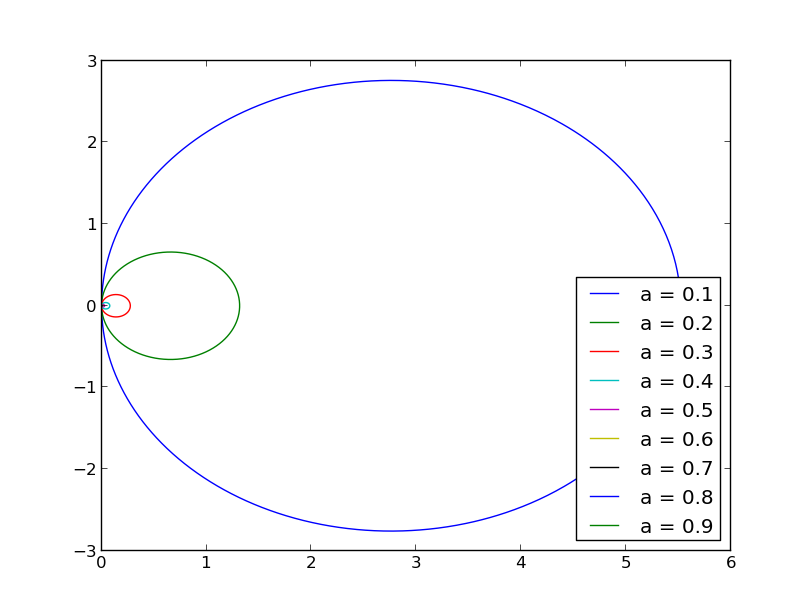 3
2
1
0
−1
−2
−3
0 1 2 3 4 5 6
a = 0.1
a = 0.2
a = 0.3
a = 0.4
a = 0.5
a = 0.6
a = 0.7
a = 0.8
a = 0.9